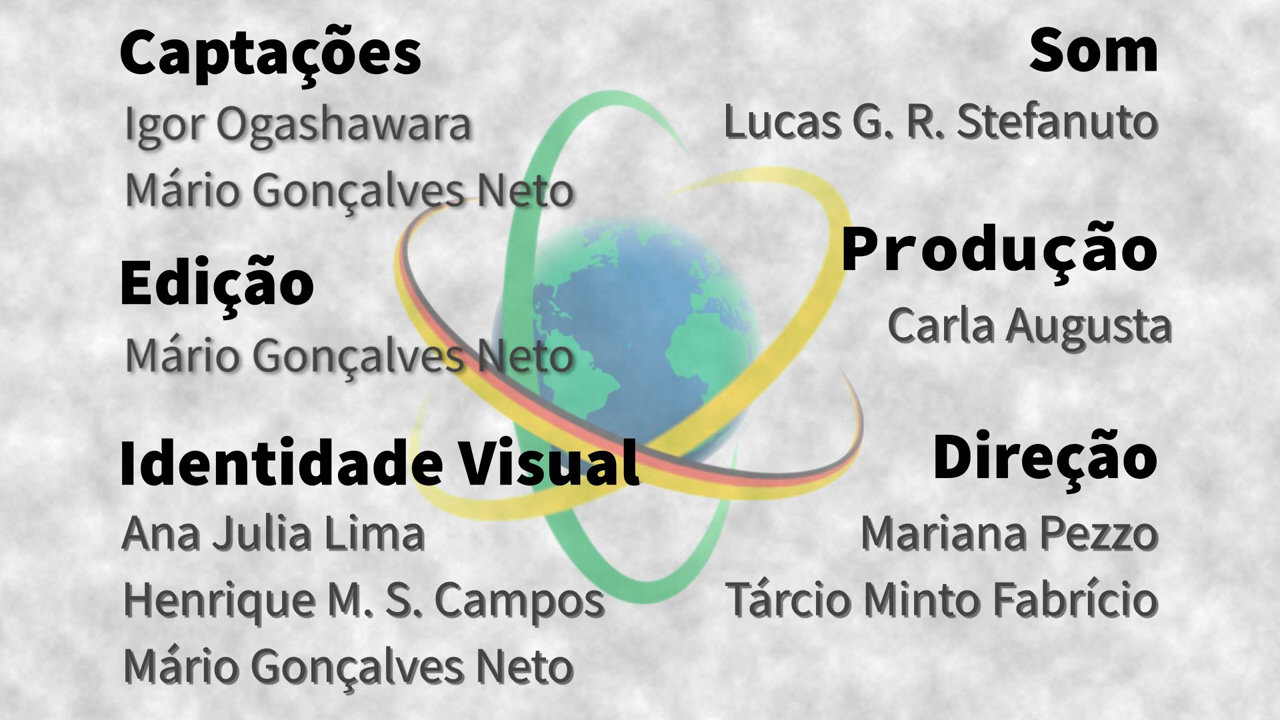 Captações
Igor Ogashawara
Mário Gonçalves Neto
Edição
Mário Gonçalves Neto
Identidade Visual
Ana Julia Lima
Henrique M. S. Campos
Mário Gonçalves Neto
Som
Lucas G. R. Stefanuto
Produção
Carla Augusta
Direção
Mariana Pezzo
Tárcio Minto Fabrício